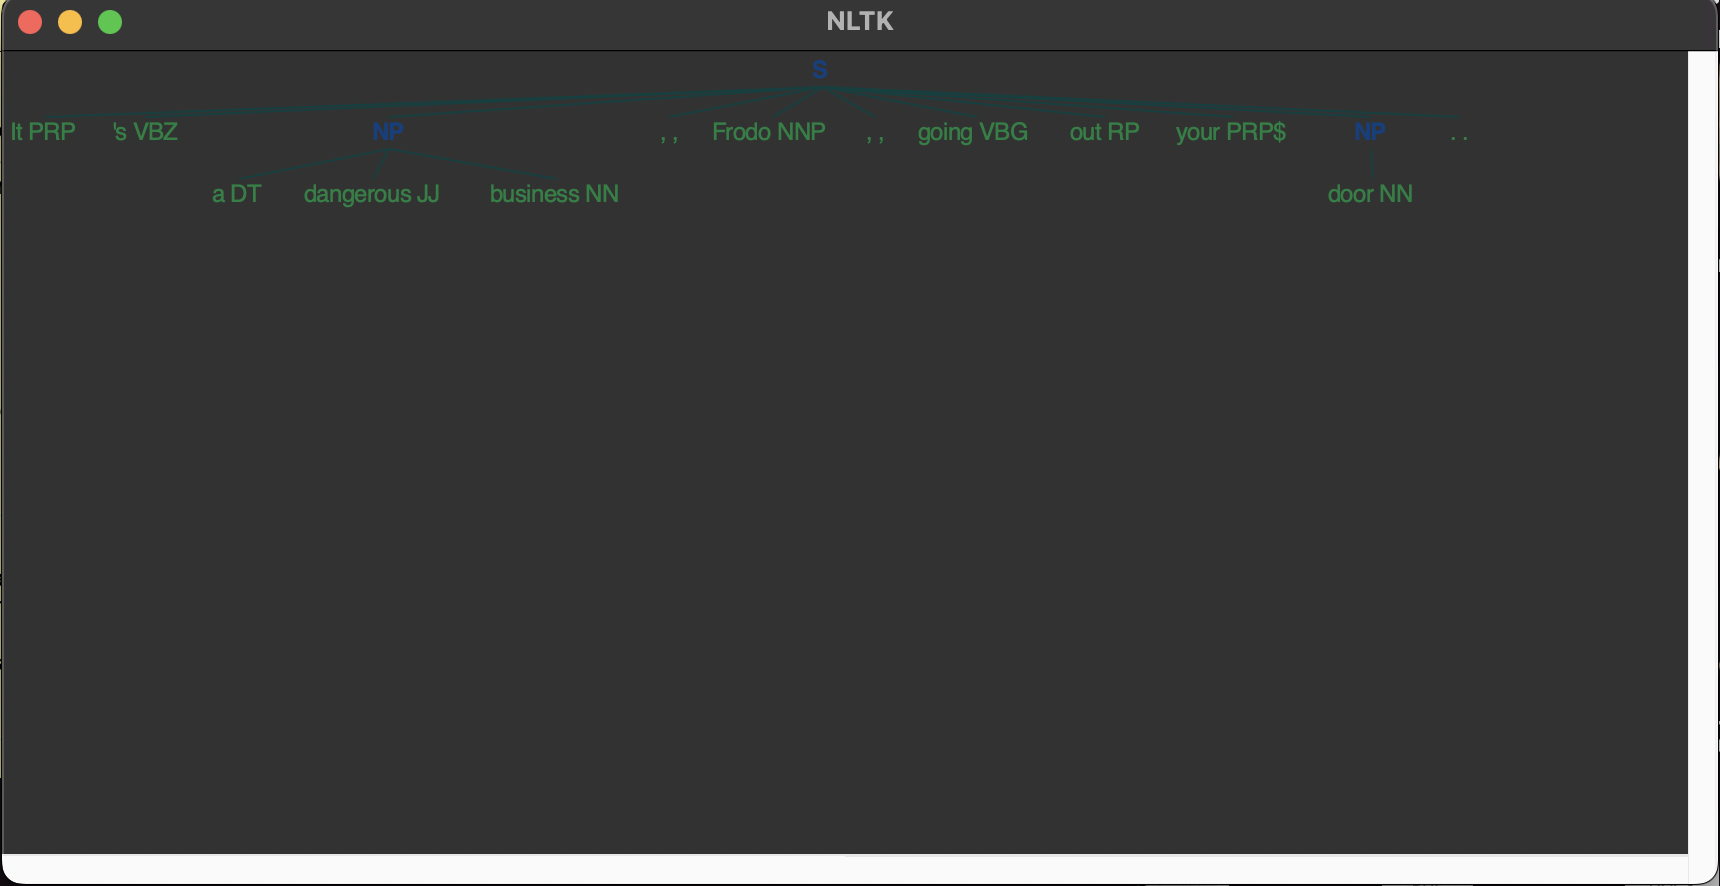 NLTK
S
It PRP 's VBZ NP , , Frodo NNP , , going VBG out RP your PRP$ NP . .
a DT dangerous JJ business NN door NN